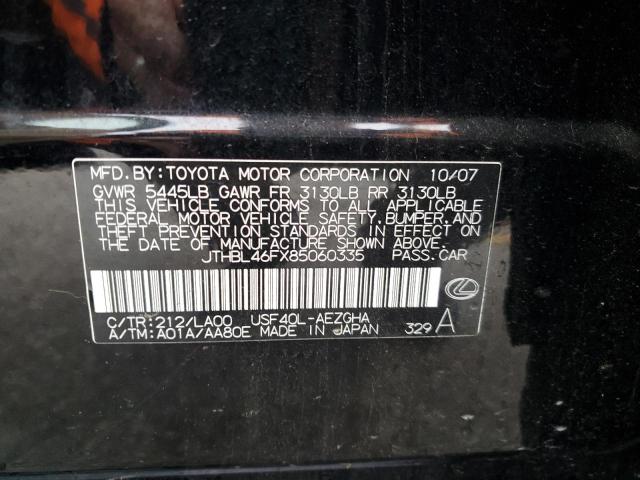 MFD. BY: TOYOTA MOTOR CORPORATION 10/07
GVWR 5445LB GAWR FR 3130LB RR 3130LB
THIS VEHICLE CONFORMS TO ALL APPLICABLE
FEDERAL MOTOR VEHICLE SAFETY, BUMPER, AND
THEFT PREVENTION STANDARDS IN EFFECT ON
THE DATE OF MANUFACTURE SHOWN ABOVE.
JTHBL46FX85060335 PASS. CAR
C/TR: 212/LA00 USF40L-AEZGHA
A/TM: A01A/AA80E MADE IN JAPAN 329 A